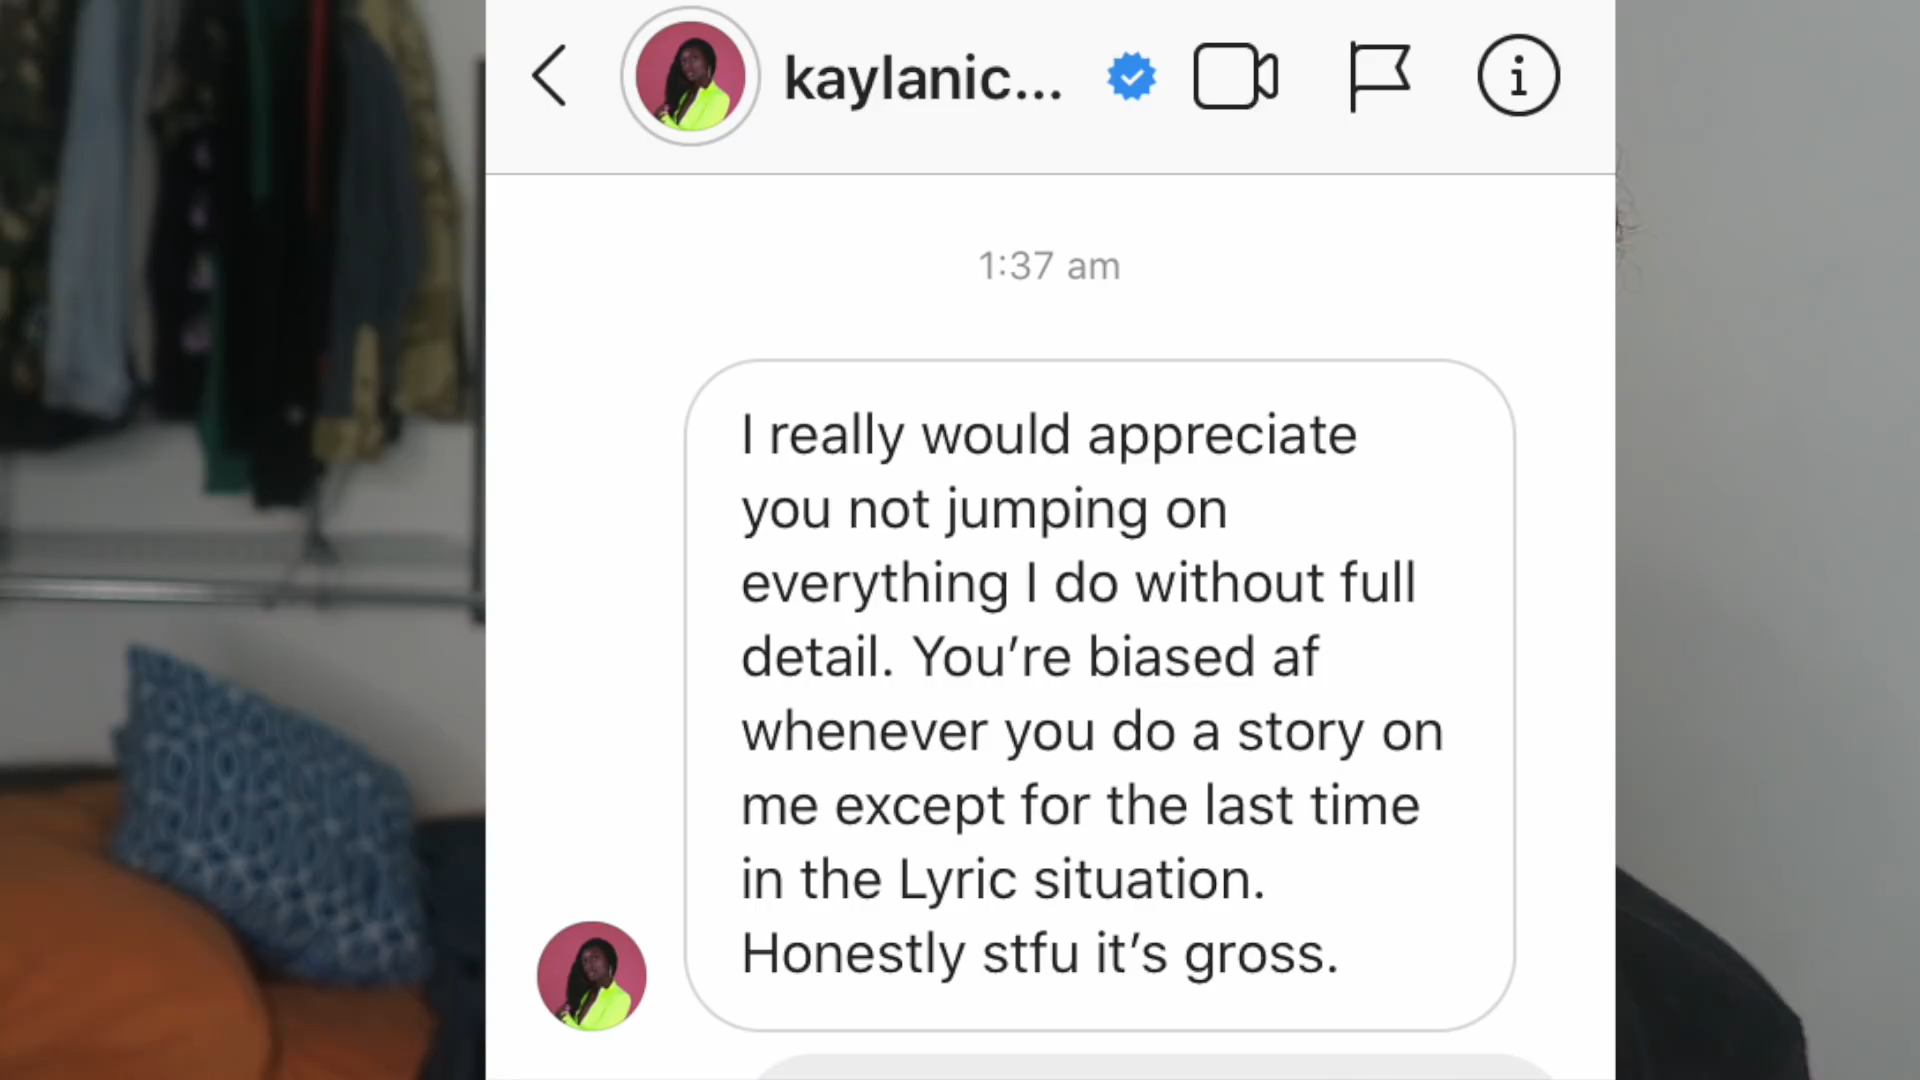 kaylanic...
1:37 am
I really would appreciate
you not jumping on
everything I do without full
detail. You’re biased af
whenever you do a story on
me except for the last time
in the Lyric situation.
Honestly stfu it’s gross.